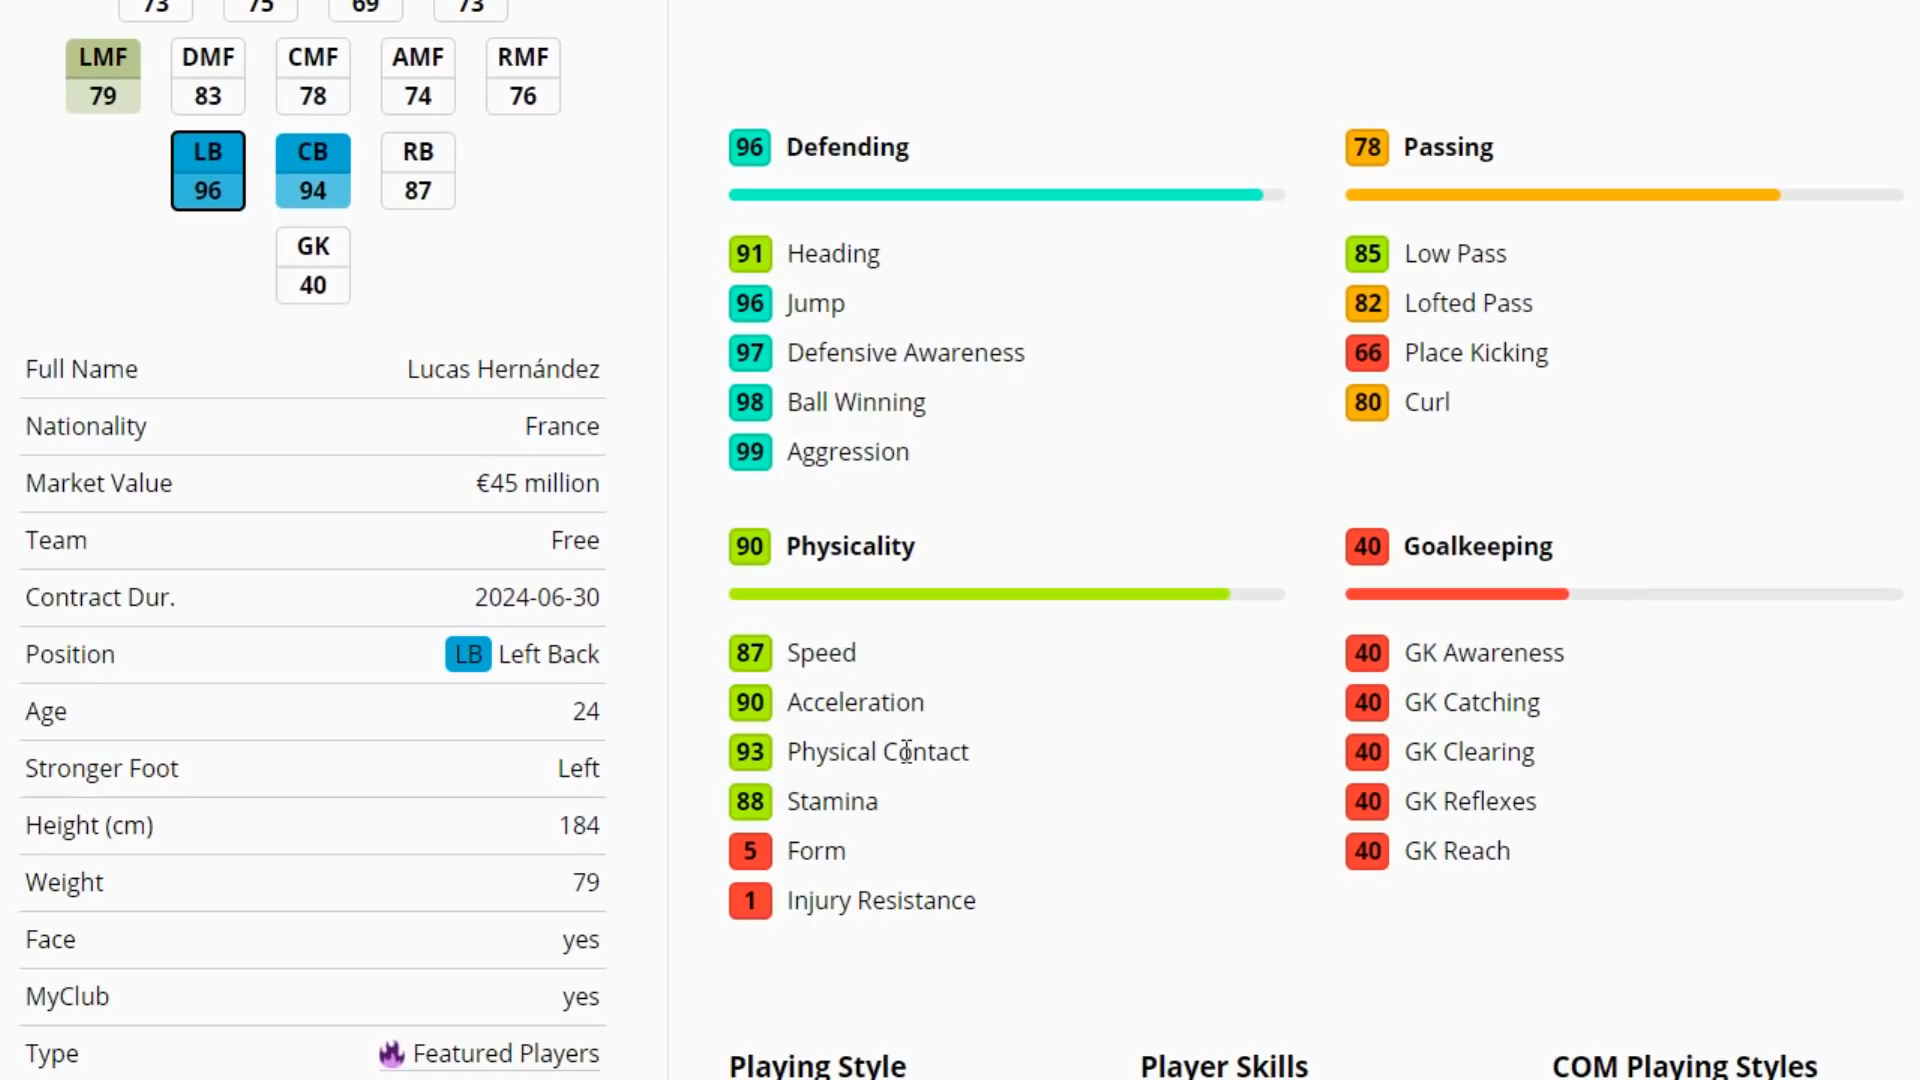 73 75 69 73
LMF DMF CMF AMF RMF
79 83 78 74 76
LB CB RB
96 94 87
GK
40
Full Name Lucas Hernández
Nationality France
Market Value €45 million
Team Free
Contract Dur. 2024-06-30
Position LB Left Back
Age 24
Stronger Foot Left
Height (cm) 184
Weight 79
Face yes
MyClub yes
Type Featured Players
96 Defending
91 Heading
96 Jump
97 Defensive Awareness
98 Ball Winning
99 Aggression
78 Passing
85 Low Pass
82 Lofted Pass
66 Place Kicking
80 Curl
90 Physicality
87 Speed
90 Acceleration
93 Physical Contact
88 Stamina
5 Form
1 Injury Resistance
40 Goalkeeping
40 GK Awareness
40 GK Catching
40 GK Clearing
40 GK Reflexes
40 GK Reach
Playing Style Player Skills COM Playing Styles